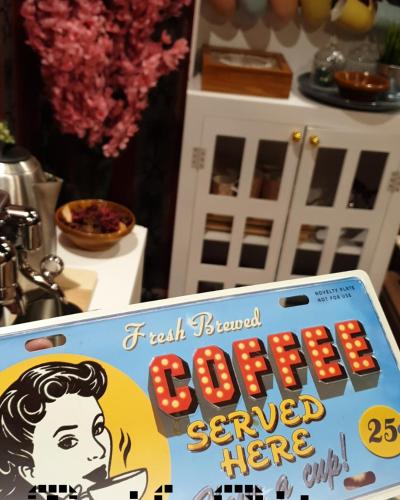 NOVELTY PLATE
NOT FOR USE
Fresh Brewed
COFFEE
SERVED
HERE
25¢
a cup!